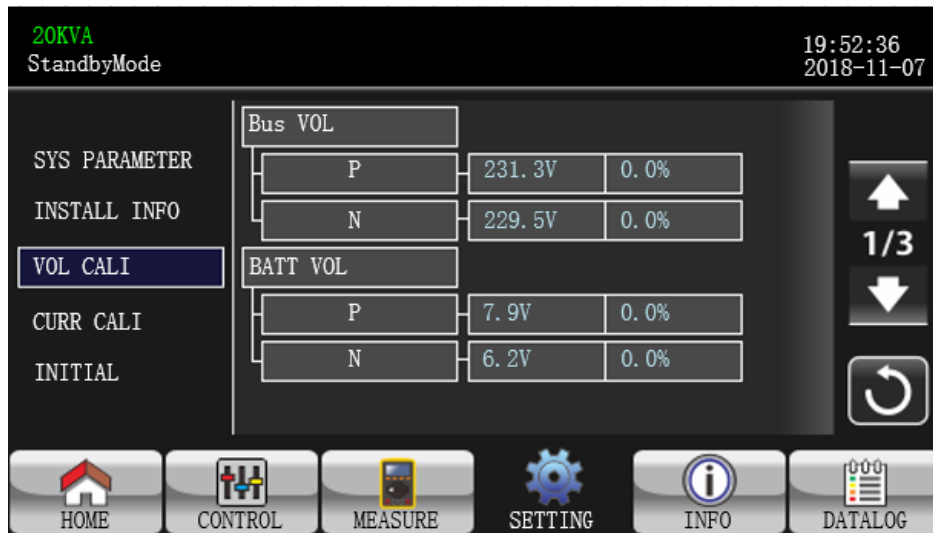 20KVA
StandbyMode
19:52:36
2018-11-07
SYS PARAMETER
INSTALL INFO
VOL CALI
CURR CALI
INITIAL
Bus VOL
P 231.3V 0.0%
N 229.5V 0.0%
BATT VOL
P 7.9V 0.0%
N 6.2V 0.0%
1/3
HOME CONTROL MEASURE SETTING INFO DATALOG